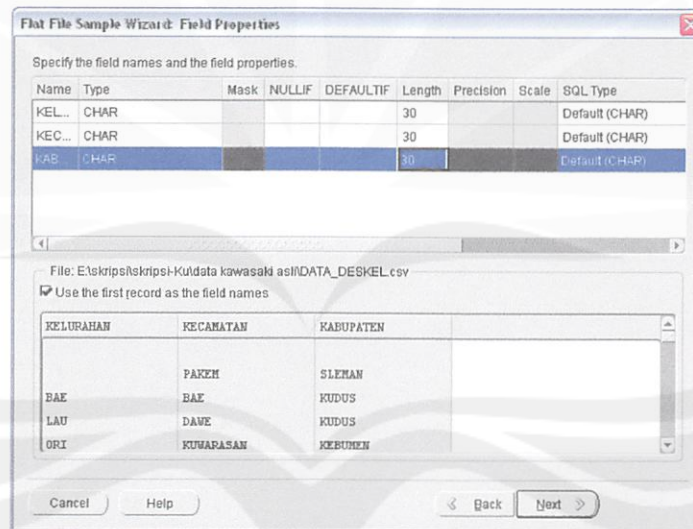 Flat File Sample Wizard: Field Properties
Specify the field names and the field properties.
Name Type Mask NULLIF DEFAULTIF Length Precision Scale SQL Type
KEL... CHAR 30 Default (CHAR)
KEC... CHAR 30 Default (CHAR)
KAB... CHAR 30 Default (CHAR)
File: E:\skripsi\skripsi-Ku\data kawasaki asli\DATA_DESKEL.csv
Use the first record as the field names
KELURAHAN KECAMATAN KABUPATEN
PAKEM SLEMAN
BAE BAE KUDUS
LAU DAWE KUDUS
ORI KUWARASAN KEBUMEN
Cancel Help Back Next